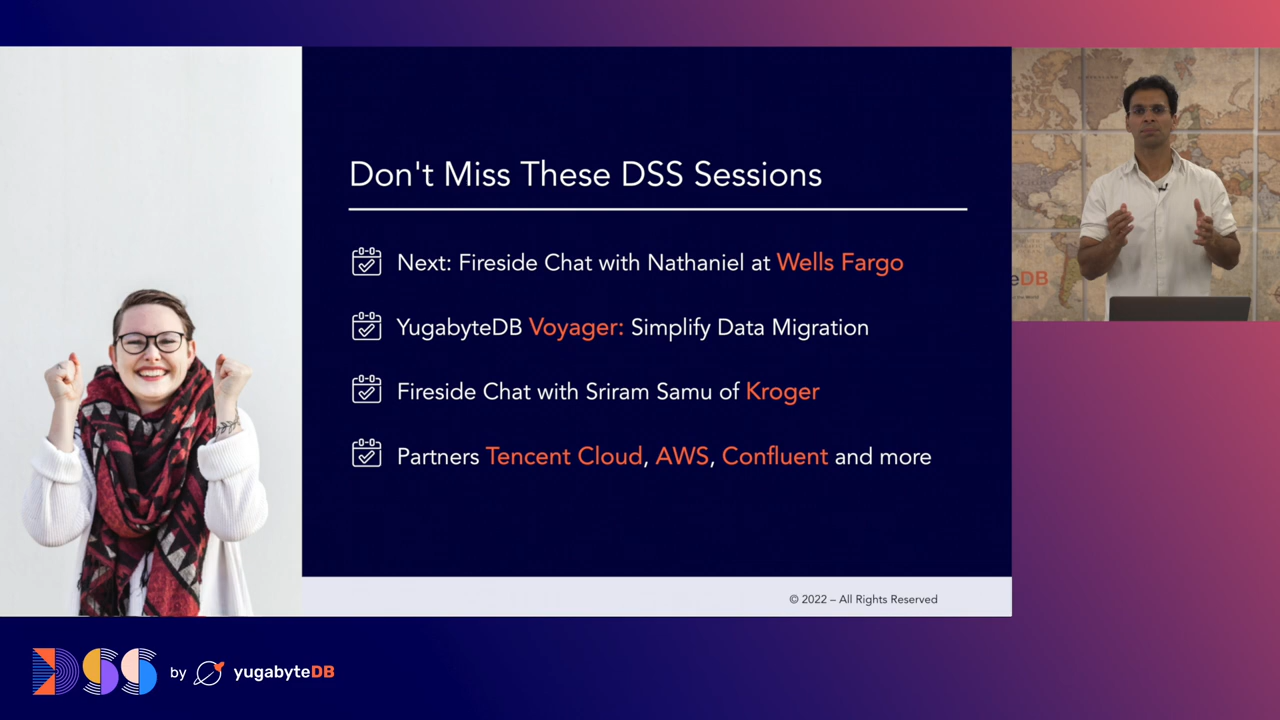 Don't Miss These DSS Sessions
Next: Fireside Chat with Nathaniel at Wells Fargo
YugabyteDB Voyager: Simplify Data Migration
Fireside Chat with Sriram Samu of Kroger
Partners Tencent Cloud, AWS, Confluent and more
eDB
© 2022 – All Rights Reserved
DSS by yugabyteDB